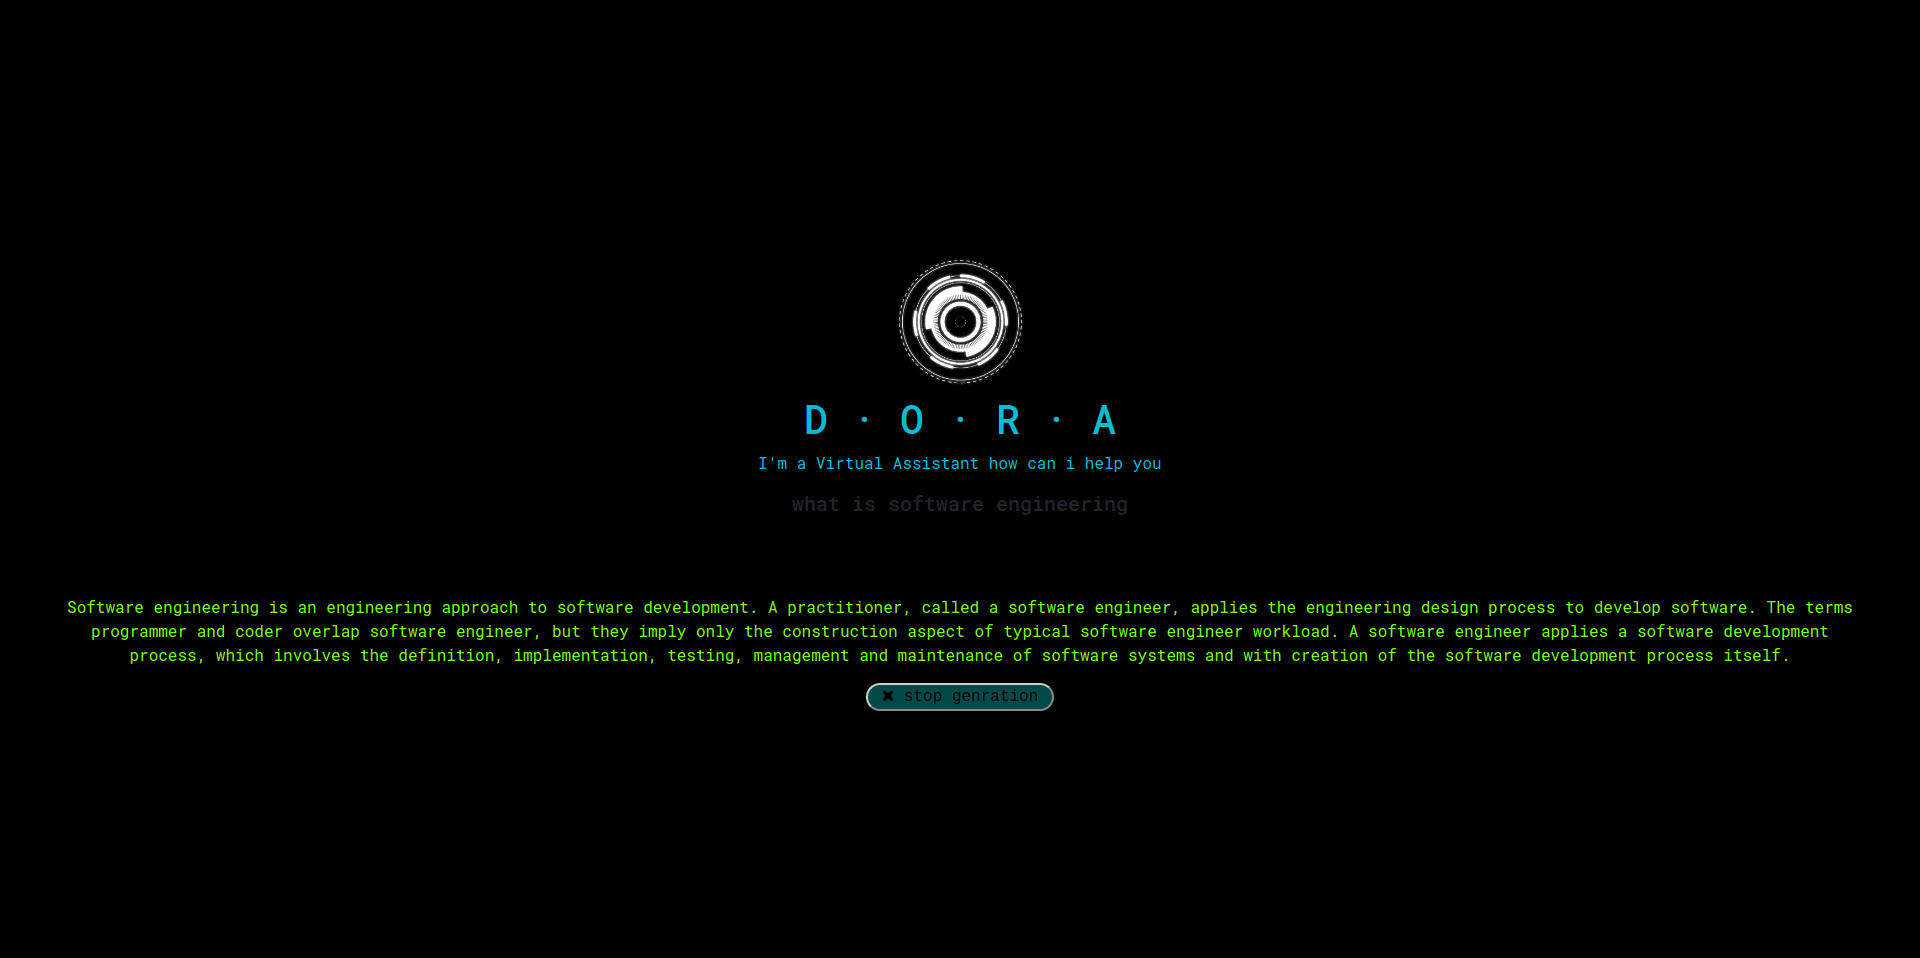 D · O · R · A
I'm a Virtual Assistant how can i help you
what is software engineering
Software engineering is an engineering approach to software development. A practitioner, called a software engineer, applies the engineering design process to develop software. The terms
programmer and coder overlap software engineer, but they imply only the construction aspect of typical software engineer workload. A software engineer applies a software development
process, which involves the definition, implementation, testing, management and maintenance of software systems and with creation of the software development process itself.
✖ stop genration